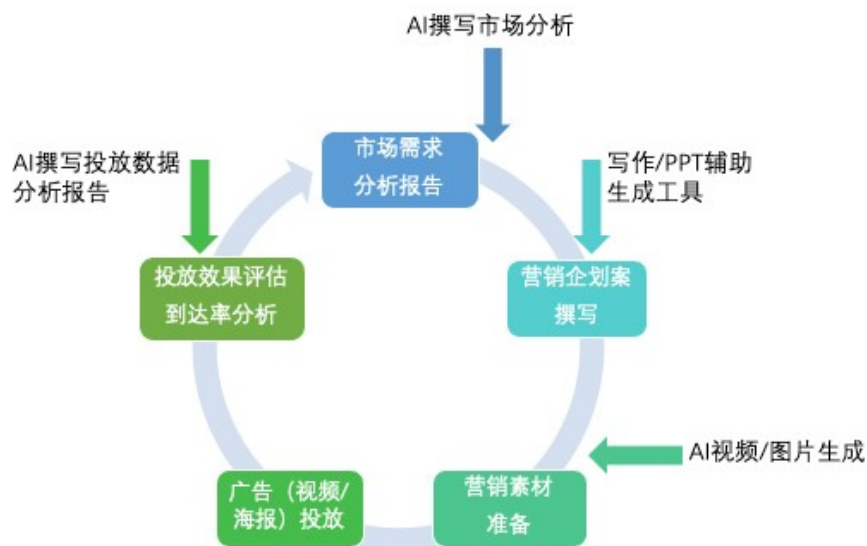 AI撰写市场分析
市场需求
分析报告
AI撰写投放数据
分析报告
写作/PPT辅助
生成工具
投放效果评估
到达率分析
营销企划案
撰写
AI视频/图片生成
广告（视频/
海报）投放
营销素材
准备